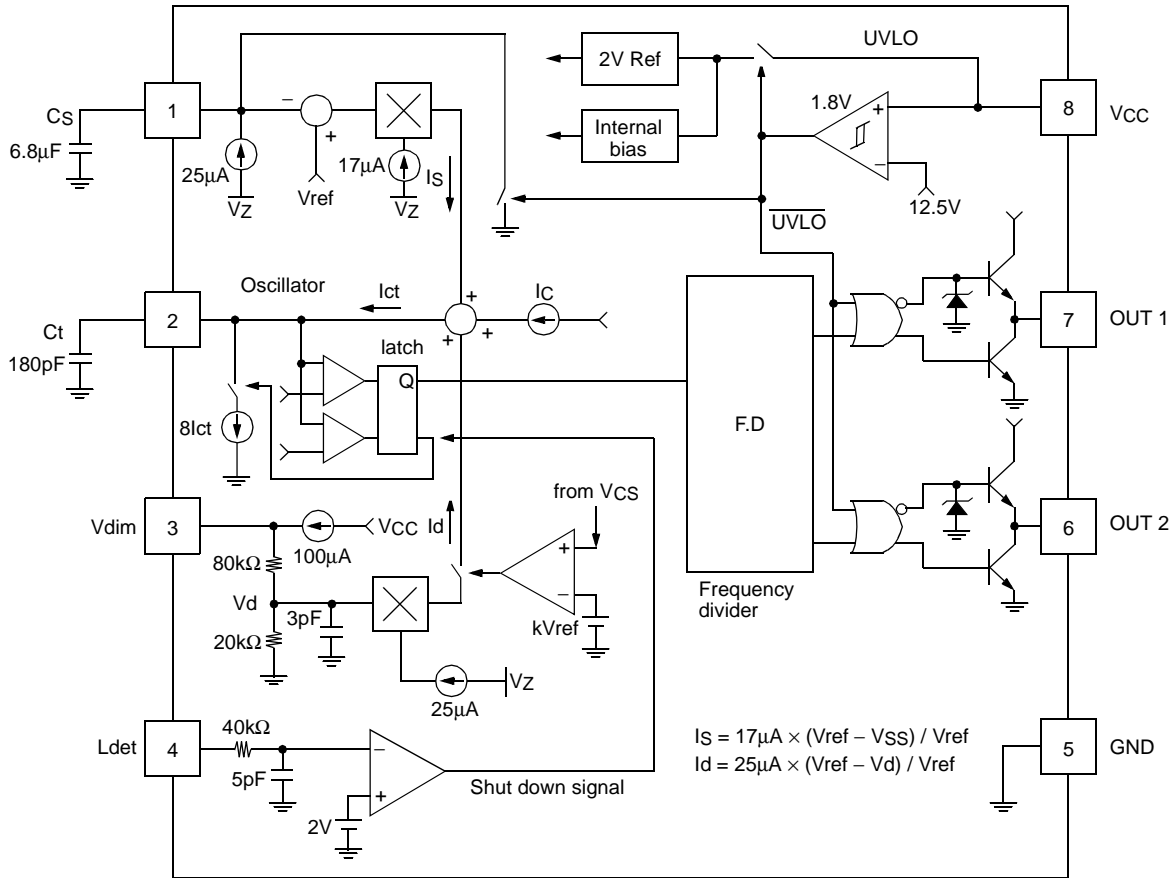 UVLO
2V Ref
Internal
bias
1.8V
+
−
12.5V
UVLO
8
VCC
1
CS
6.8µF
25µA
VZ
−
+
Vref
17µA
VZ
IS
Oscillator
Ict
+
+
+
IC
2
Ct
180pF
latch
Q
8Ict
F.D
Frequency
divider
7
OUT 1
6
OUT 2
3
Vdim
VCC
100µA
Id
from VCS
+
−
kVref
80kΩ
Vd
20kΩ
3pF
25µA
VZ
4
Ldet
40kΩ
5pF
−
+
2V
Shut down signal
IS = 17µA × (Vref – VSS) / Vref
Id = 25µA × (Vref – Vd) / Vref
5
GND